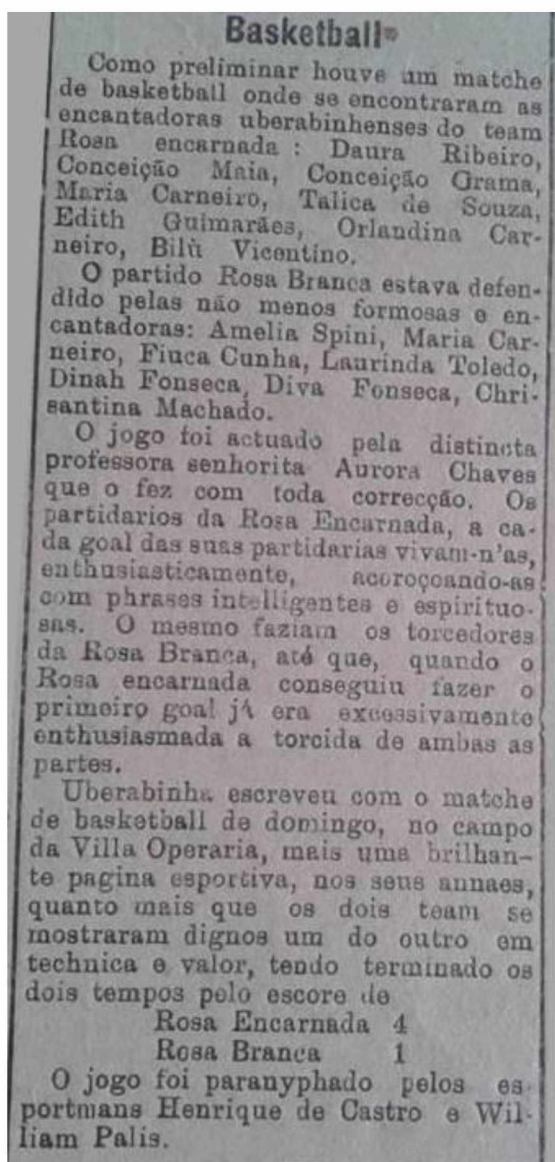 Basketball
Como preliminar houve um matche
de basketball onde se encontraram as
encantadoras uberabinhenses do team
Rosa encarnada : Daura Ribeiro,
Conceição Maia, Conceição Grama,
Maria Carneiro, Talica de Souza,
Edith Guimarães, Orlandina Car-
neiro, Bilù Vicentino.
O partido Rosa Branca estava defen-
dido pelas não menos formosas e en-
cantadoras: Amelia Spini, Maria Car-
neiro, Fiuca Cunha, Laurinda Toledo,
Dinah Fonseca, Diva Fonseca, Chri-
santina Machado.
O jogo foi actuado pela distincta
professora senhorita Aurora Chaves
que o fez com toda correcção. Os
partidarios da Rosa Encarnada, a ca-
da goal das suas partidarias vivam-n'as,
enthusiasticamente, acoroçoando-as
com phrases intelligentes e espirituo-
sas. O mesmo faziam os torcedores
da Rosa Branca, até que, quando o
Rosa encarnada conseguiu fazer o
primeiro goal já era excessivamente
enthusiasmada a torcida de ambas as
partes.
Uberabinha escreveu com o matche
de basketball de domingo, no campo
da Villa Operaria, mais uma brilhan-
te pagina esportiva, nos seus annaes,
quanto mais que os dois team se
mostraram dignos um do outro em
technica e valor, tendo terminado os
dois tempos pelo escore de
Rosa Encarnada 4
Rosa Branca 1
O jogo foi paranyphado pelos es-
portmans Henrique de Castro e Wil-
liam Palis.